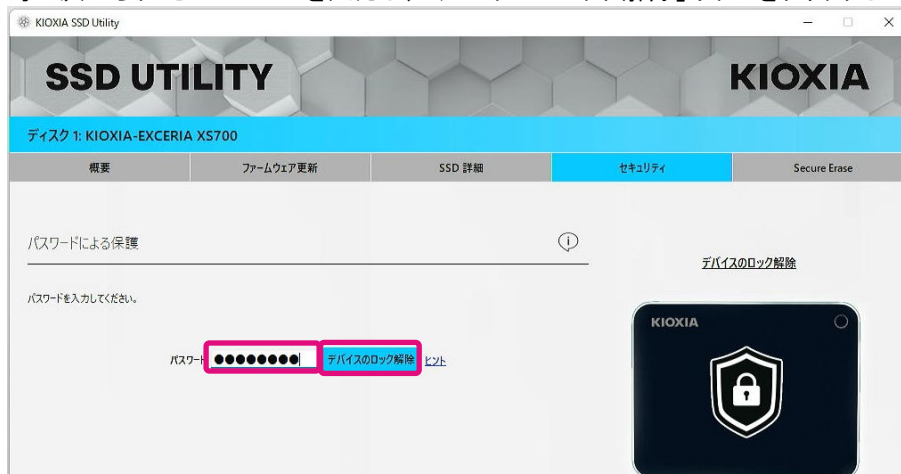 KIOXIA SSD Utility
SSD UTILITY
KIOXIA
ディスク 1: KIOXIA-EXCERIA XS700
概要 ファームウェア更新 SSD 詳細 セキュリティ Secure Erase
パスワードによる保護
デバイスのロック解除
パスワードを入力してください。
KIOXIA
パスワード ●●●●●●●● デバイスのロック解除 ヒント